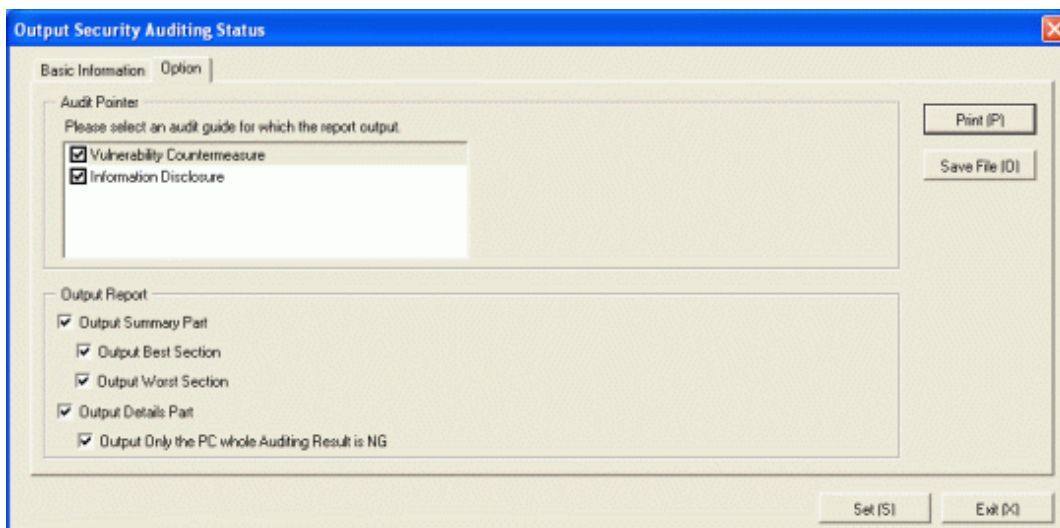 Output Security Auditing Status
Basic Information
Option
Audit Pointer
Please select an audit guide for which the report output.
Vulnerability Countermeasure
Information Disclosure
Print (P)
Save File (O)
Output Report
Output Summary Part
Output Best Section
Output Worst Section
Output Details Part
Output Only the PC whole Auditing Result is NG
Set (S)
Exit (X)